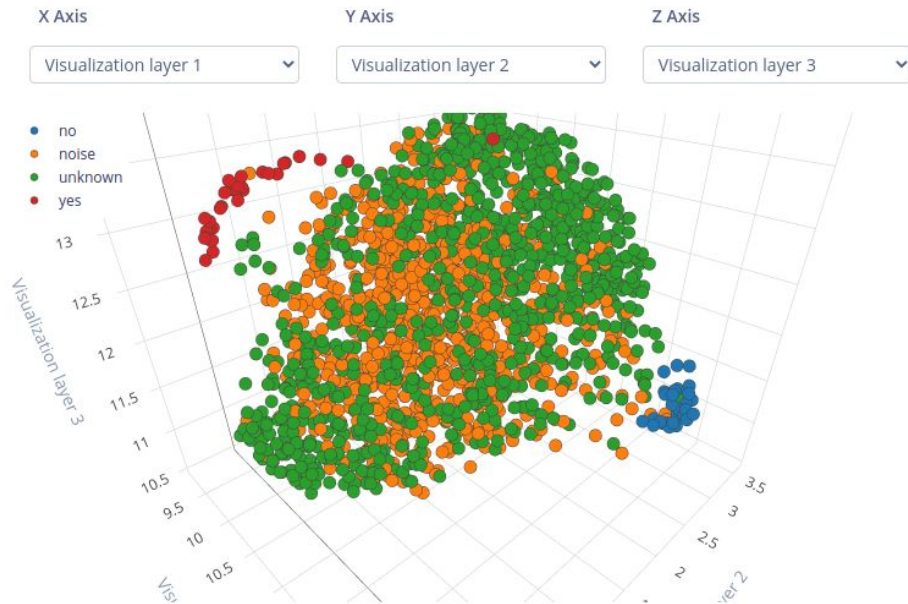 X Axis
Y Axis
Z Axis
Visualization layer 1
Visualization layer 2
Visualization layer 3
no
noise
unknown
yes
13
12.5
12
11.5
11
10.5
Visualization layer 3
9.5
10
10.5
3.5
3
2.5
2